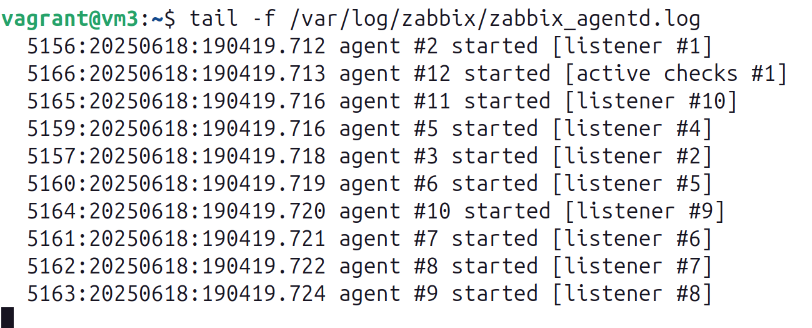 vagrant@vm3:~$ tail -f /var/log/zabbix/zabbix_agentd.log
5156:20250618:190419.712 agent #2 started [listener #1]
5166:20250618:190419.713 agent #12 started [active checks #1]
5165:20250618:190419.716 agent #11 started [listener #10]
5159:20250618:190419.716 agent #5 started [listener #4]
5157:20250618:190419.718 agent #3 started [listener #2]
5160:20250618:190419.719 agent #6 started [listener #5]
5164:20250618:190419.720 agent #10 started [listener #9]
5161:20250618:190419.721 agent #7 started [listener #6]
5162:20250618:190419.722 agent #8 started [listener #7]
5163:20250618:190419.724 agent #9 started [listener #8]